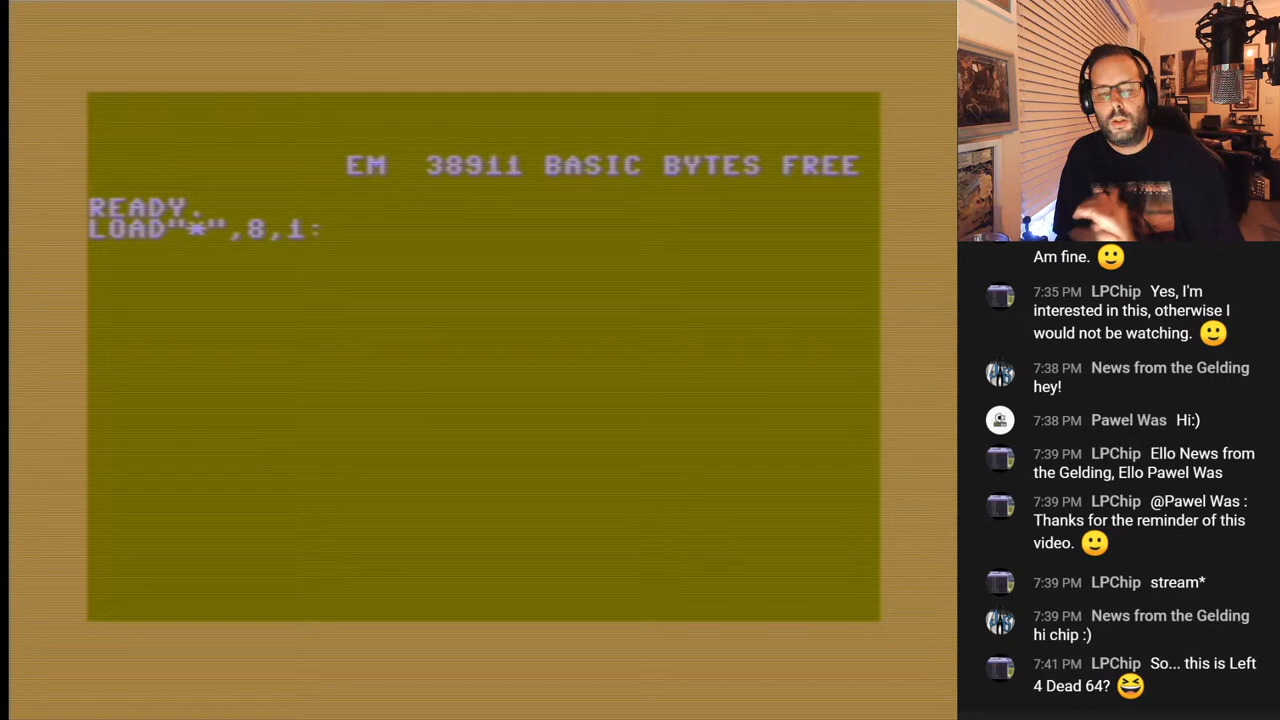 EM  38911 BASIC BYTES FREE
READY.
LOAD"*",8,1:
Am fine. 🙂
7:35 PM LPChip Yes, I'm
interested in this, otherwise I
would not be watching. 🙂
7:38 PM News from the Gelding
hey!
7:38 PM Pawel Was Hi:)
7:39 PM LPChip Ello News from
the Gelding, Ello Pawel Was
7:39 PM LPChip @Pawel Was :
Thanks for the reminder of this
video. 🙂
7:39 PM LPChip stream*
7:39 PM News from the Gelding
hi chip :)
7:41 PM LPChip So... this is Left
4 Dead 64? 😆